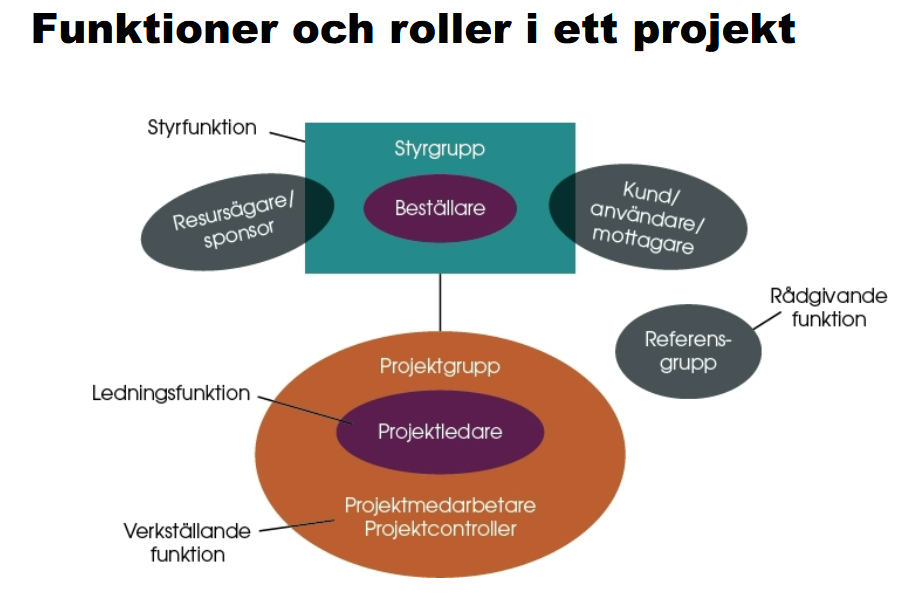 Funktioner och roller i ett projekt
Styrfunktion
Styrgrupp
Beställare
Resursägare/
sponsor
Kund/
användare/
mottagare
Rådgivande
funktion
Referens-
grupp
Projektgrupp
Ledningsfunktion
Projektledare
Projektmedarbetare
Projektcontroller
Verkställande
funktion